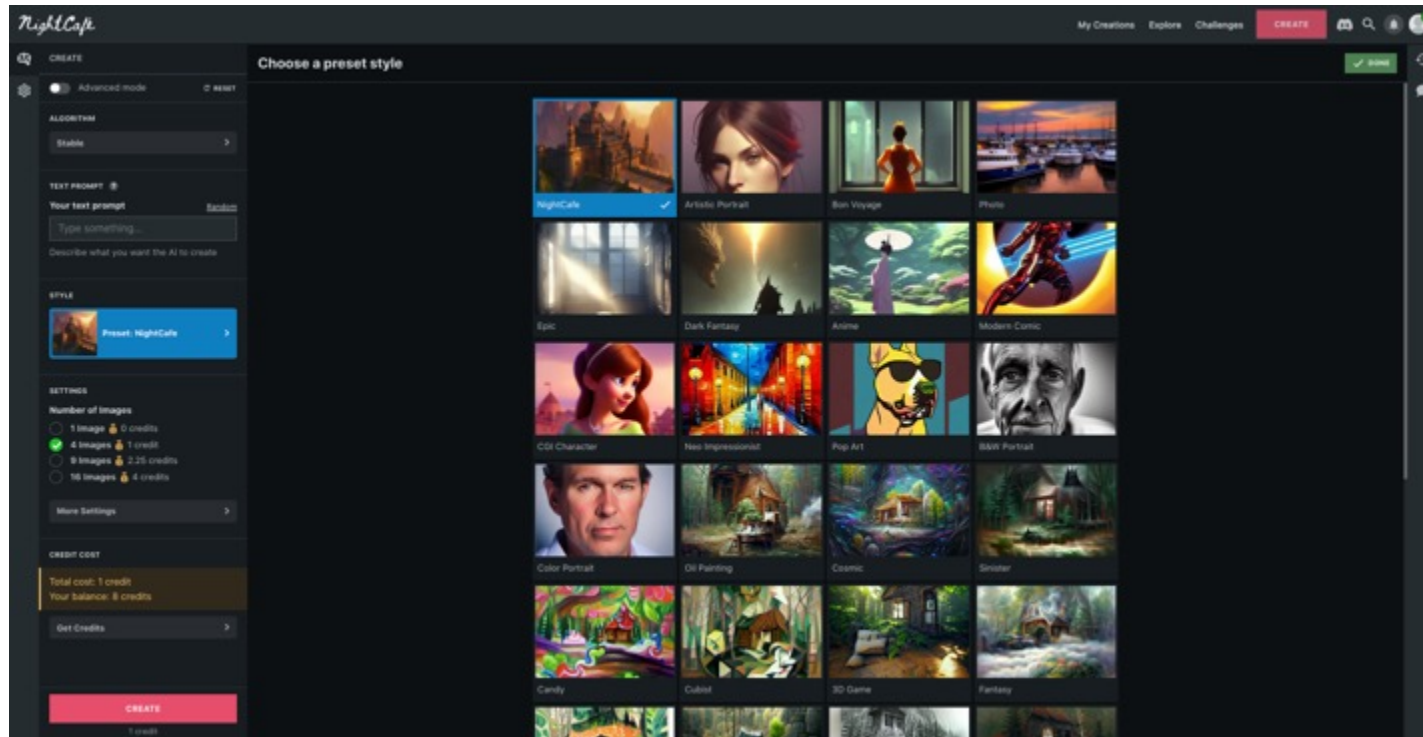 NightCafe
My Creations Explore Challenges CREATE
CREATE
Advanced mode RESET
ALGORITHM
Stable
TEXT PROMPT
Your text prompt Random
Type something...
Describe what you want the AI to create
STYLE
Preset: NightCafe
SETTINGS
Number of Images
1 Image 0 credits
4 Images 1 credit
9 Images 2.25 credits
16 Images 4 credits
More Settings
CREDIT COST
Total cost: 1 credit
Your balance: 8 credits
Get Credits
CREATE
1 credit
Choose a preset style DONE
NightCafe Artistic Portrait Bon Voyage Photo
Epic Dark Fantasy Anime Modern Comic
CGI Character Neo Impressionist Pop Art B&W Portrait
Color Portrait Oil Painting Cosmic Sinister
Candy Cubist 3D Game Fantasy